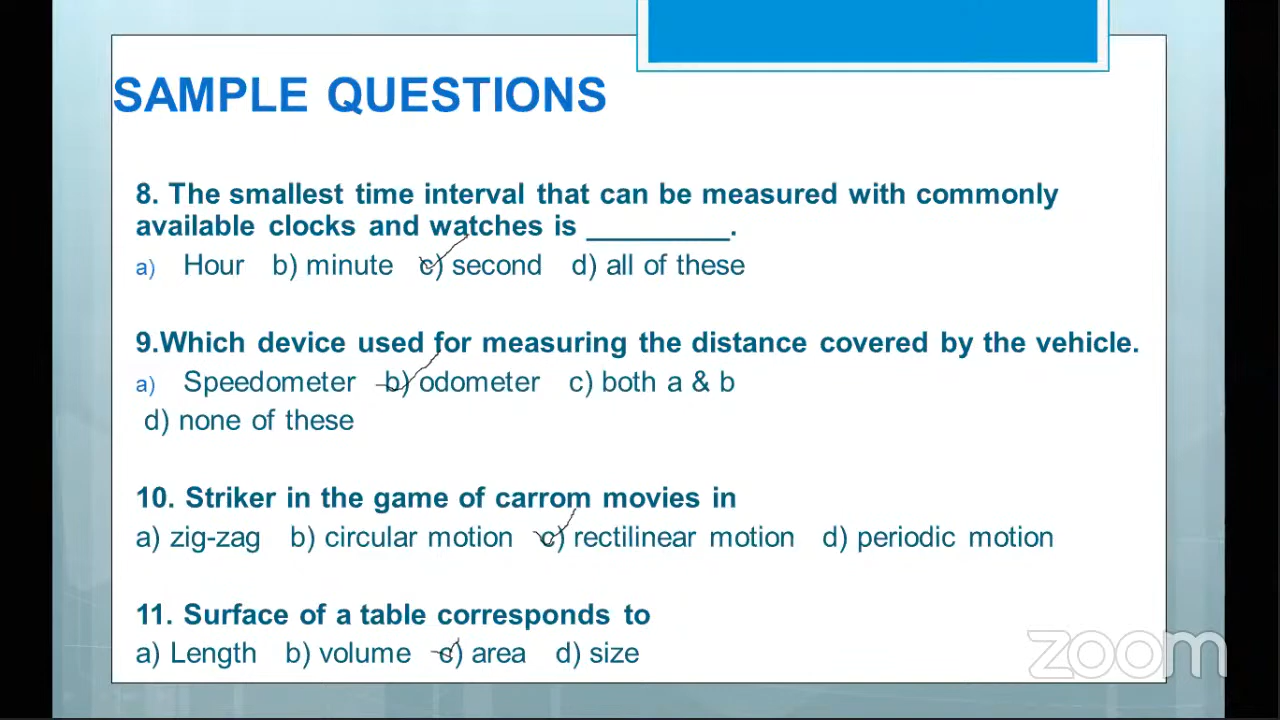 SAMPLE QUESTIONS
8. The smallest time interval that can be measured with commonly
available clocks and watches is _________.
a) Hour b) minute c) second d) all of these
9.Which device used for measuring the distance covered by the vehicle.
a) Speedometer b) odometer c) both a & b
d) none of these
10. Striker in the game of carrom movies in
a) zig-zag b) circular motion c) rectilinear motion d) periodic motion
11. Surface of a table corresponds to
a) Length b) volume c) area d) size
zoom